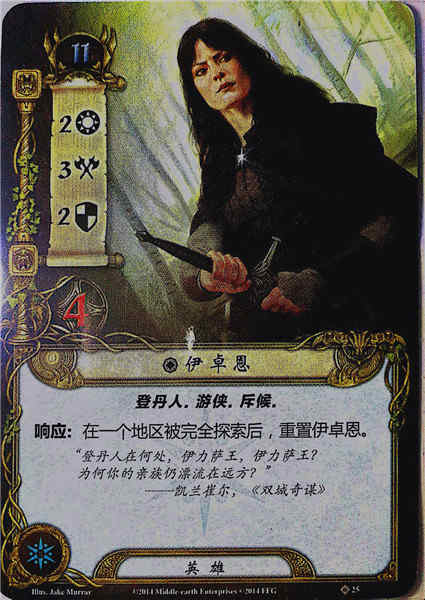 11
2
3
2
4
伊卓恩
登丹人. 游侠. 斥候.
响应: 在一个地区被完全探索后,重置伊卓恩。
“登丹人在何处,伊力萨王,伊力萨王?
为何你的亲族仍漂流在远方?”
——凯兰崔尔,《双城奇谋》
英雄
Illus. Jake Murray
©2014 Middle-earth Enterprises ©2014 FFG
25